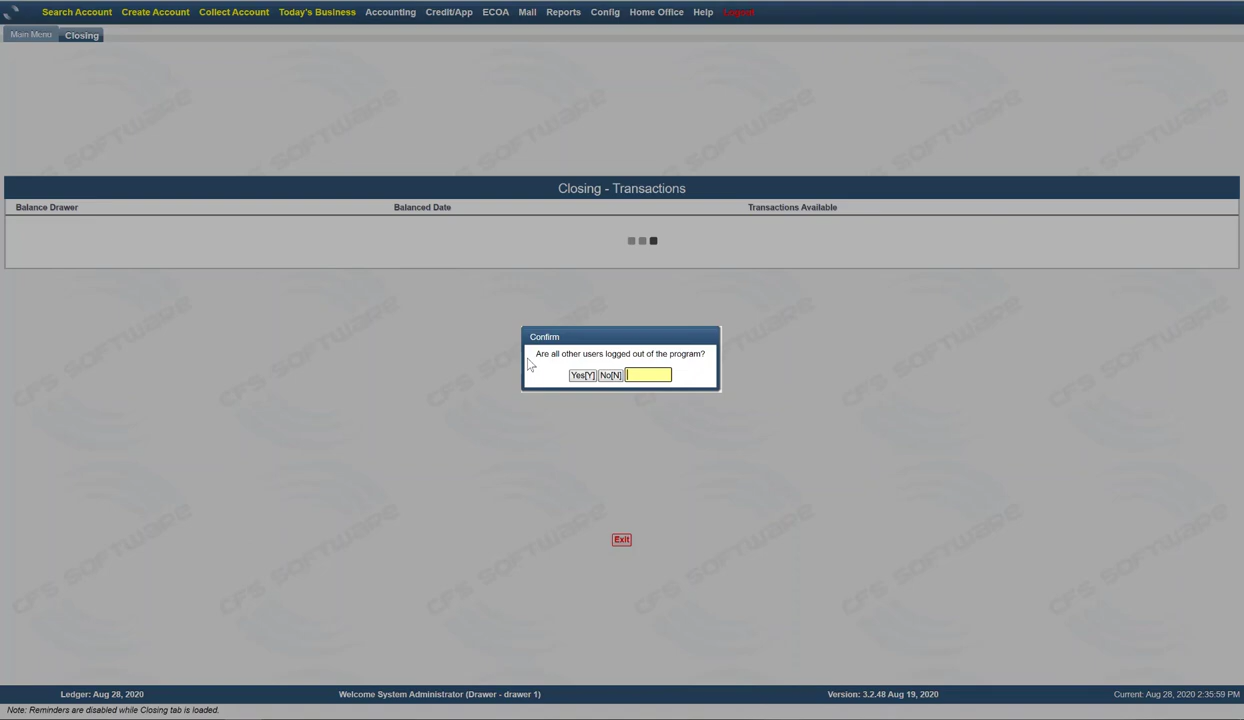 Search Account Create Account Collect Account Today's Business Accounting Credit/App ECOA Mail Reports Config Home Office Help Logout
Main Menu Closing
Closing - Transactions
Balance Drawer Balanced Date Transactions Available
Confirm
Are all other users logged out of the program?
Yes[Y] No[N]
Exit
CFS SOFTWARE
Ledger: Aug 28, 2020 Welcome System Administrator (Drawer - drawer 1) Version: 3.2.48 Aug 19, 2020 Current: Aug 28, 2020 2:35:59 PM
Note: Reminders are disabled while Closing tab is loaded.